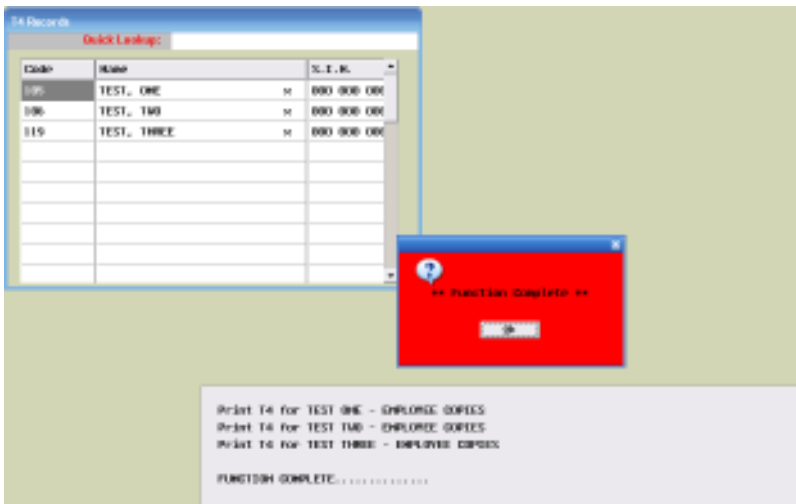 T4 Records
Quick Lookup:
Code Name S.I.N.
105 TEST, ONE M 000 000 000
106 TEST, TWO M 000 000 000
119 TEST, THREE M 000 000 000
** Function Complete **
Ok
Print T4 for TEST ONE - EMPLOYEE COPIES
Print T4 for TEST TWO - EMPLOYEE COPIES
Print T4 for TEST THREE - EMPLOYEE COPIES
FUNCTION COMPLETE..............